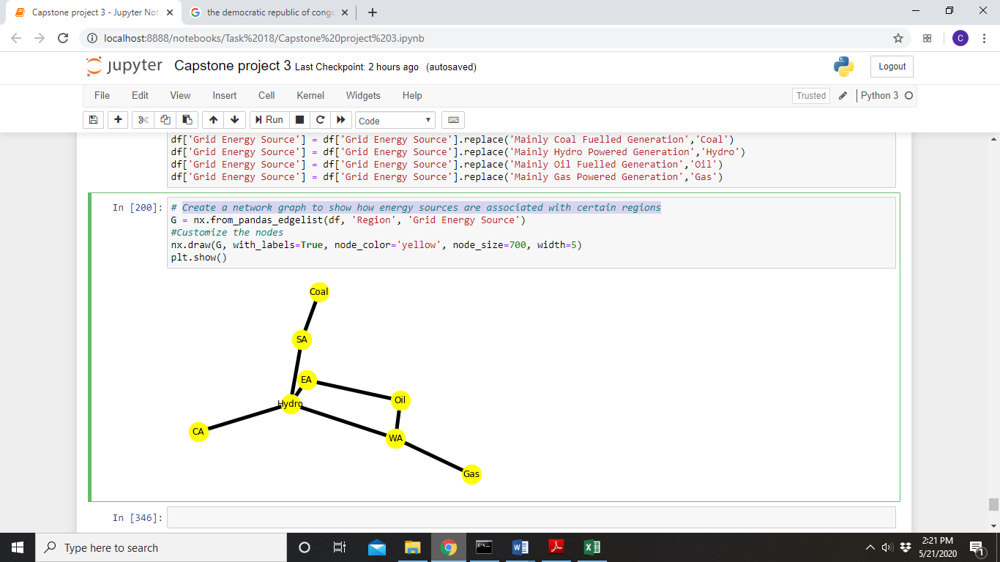 Capstone project 3 - Jupyter Not
the democratic republic of congo
localhost:8888/notebooks/Task%2018/Capstone%20project%203.ipynb
C
jupyter Capstone project 3 Last Checkpoint: 2 hours ago (autosaved)
Logout
File Edit View Insert Cell Kernel Widgets Help
Trusted
Python 3
Run
Code
df['Grid Energy Source'] = df['Grid Energy Source'].replace('Mainly Coal Fuelled Generation','Coal')
df['Grid Energy Source'] = df['Grid Energy Source'].replace('Mainly Hydro Powered Generation','Hydro')
df['Grid Energy Source'] = df['Grid Energy Source'].replace('Mainly Oil Fuelled Generation','Oil')
df['Grid Energy Source'] = df['Grid Energy Source'].replace('Mainly Gas Powered Generation','Gas')
In [200]:
# Create a network graph to show how energy sources are associated with certain regions
G = nx.from_pandas_edgelist(df, 'Region', 'Grid Energy Source')
#Customize the nodes
nx.draw(G, with_labels=True, node_color='yellow', node_size=700, width=5)
plt.show()
Coal
SA
EA
Oil
Hydro
CA
WA
Gas
In [346]:
Type here to search
2:21 PM
5/21/2020
1